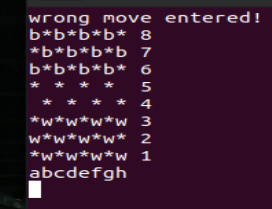 wrong move entered!
b*b*b*b* 8
*b*b*b*b 7
b*b*b*b* 6
* * * *  5
 * * * * 4
*w*w*w*w 3
w*w*w*w* 2
*w*w*w*w 1
abcdefgh